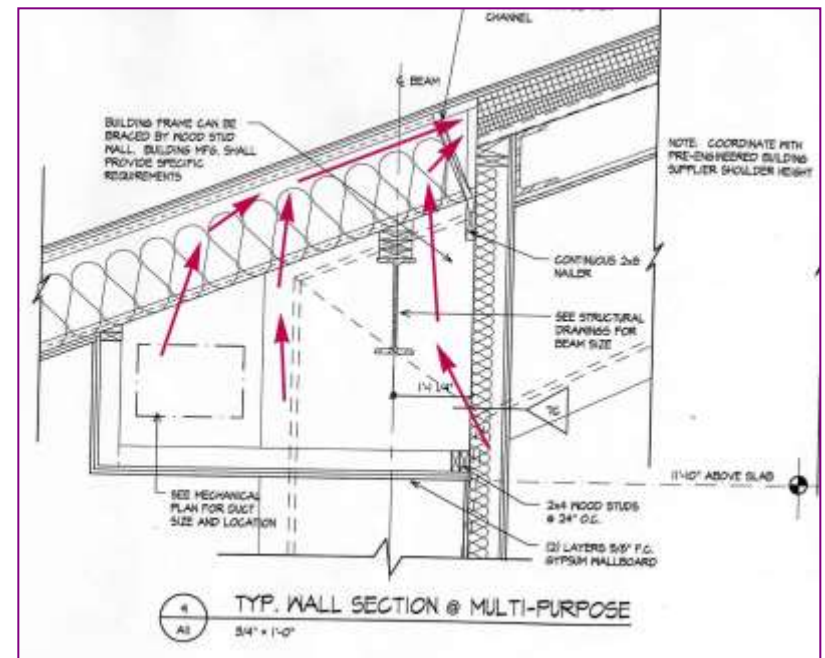 CHANNEL
℄ BEAM
BUILDING FRAME CAN BE
BRACED BY WOOD STUD
WALL. BUILDING MFG. SHALL
PROVIDE SPECIFIC
REQUIREMENTS
NOTE: COORDINATE WITH
PRE-ENGINEERED BUILDING
SUPPLIER SHOULDER HEIGHT
CONTINUOUS 2x8
NAILER
SEE STRUCTURAL
DRAWINGS FOR
BEAM SIZE
1'-1 1/4"
11'-10" ABOVE SLAB
SEE MECHANICAL
PLAN FOR DUCT
SIZE AND LOCATION
2x4 WOOD STUDS
@ 24" O.C.
(2) LAYERS 5/8" F.C.
GYPSUM WALLBOARD
TYP. WALL SECTION @ MULTI-PURPOSE
3/4" = 1'-0"